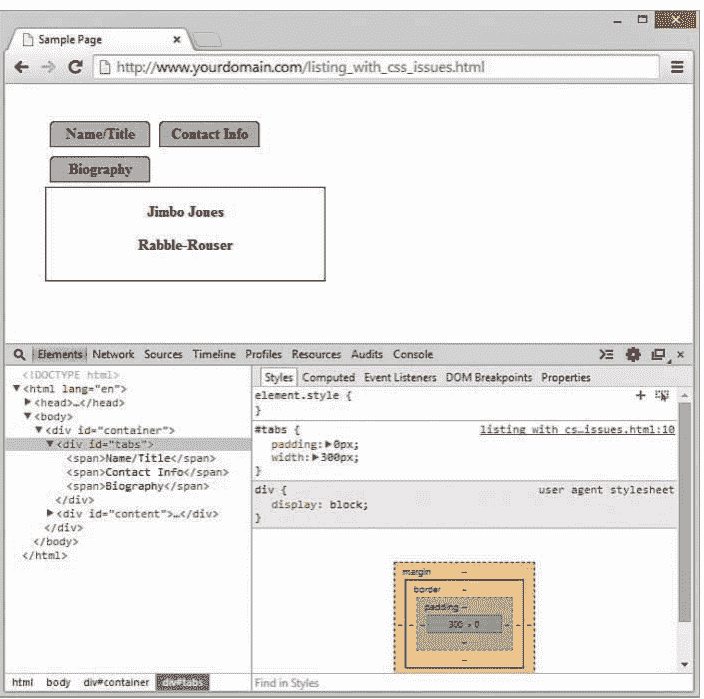 Sample Page
http://www.yourdomain.com/listing_with_css_issues.html
Name/Title Contact Info
Biography
Jimbo Jones
Rabble-Rouser
Elements Network Sources Timeline Profiles Resources Audits Console
<!DOCTYPE html>
<html lang="en">
<head>…</head>
<body>
<div id="container">
<div id="tabs">
<span>Name/Title</span>
<span>Contact Info</span>
<span>Biography</span>
</div>
<div id="content">…</div>
</div>
</body>
</html>
html body div#container div#tabs
Styles Computed Event Listeners DOM Breakpoints Properties
element.style {
}
#tabs { listing_with_cs…issues.html:10
padding: 0px;
width: 300px;
}
div { user agent stylesheet
display: block;
}
margin –
border –
padding –
– – – 300 × 0 – – –
–
–
Find in Styles